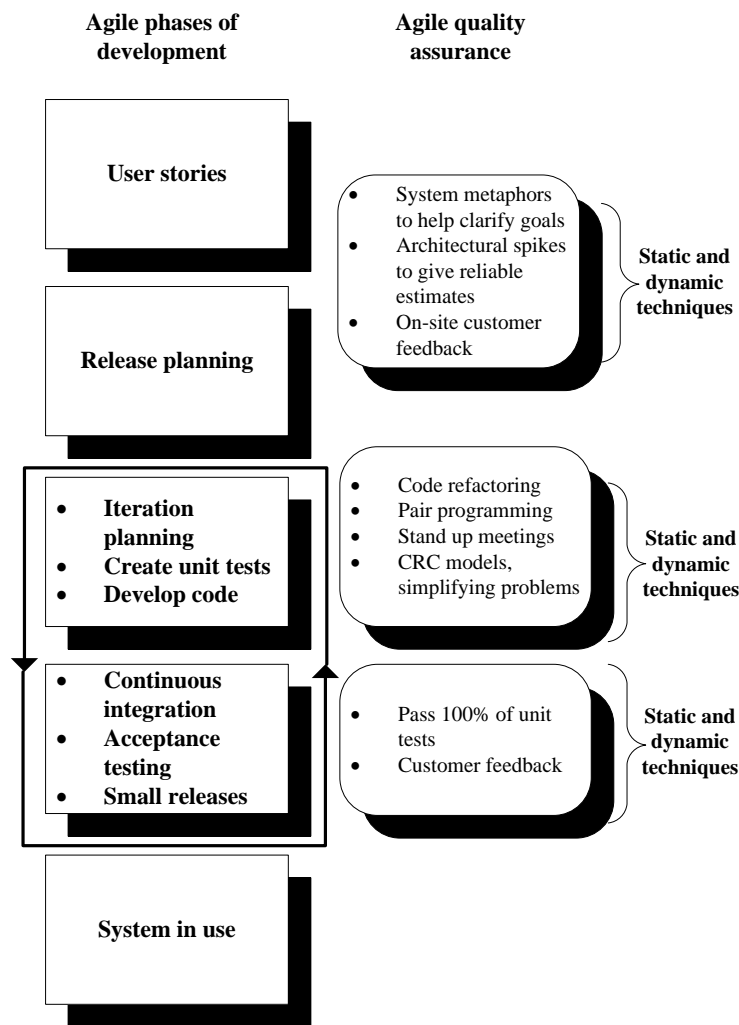 Agile phases of
development
Agile quality
assurance
User stories
• System metaphors
to help clarify goals
• Architectural spikes
to give reliable
estimates
• On-site customer
feedback
Static and
dynamic
techniques
Release planning
• Iteration
planning
• Create unit tests
• Develop code
• Code refactoring
• Pair programming
• Stand up meetings
• CRC models,
simplifying problems
Static and
dynamic
techniques
• Continuous
integration
• Acceptance
testing
• Small releases
• Pass 100% of unit
tests
• Customer feedback
Static and
dynamic
techniques
System in use